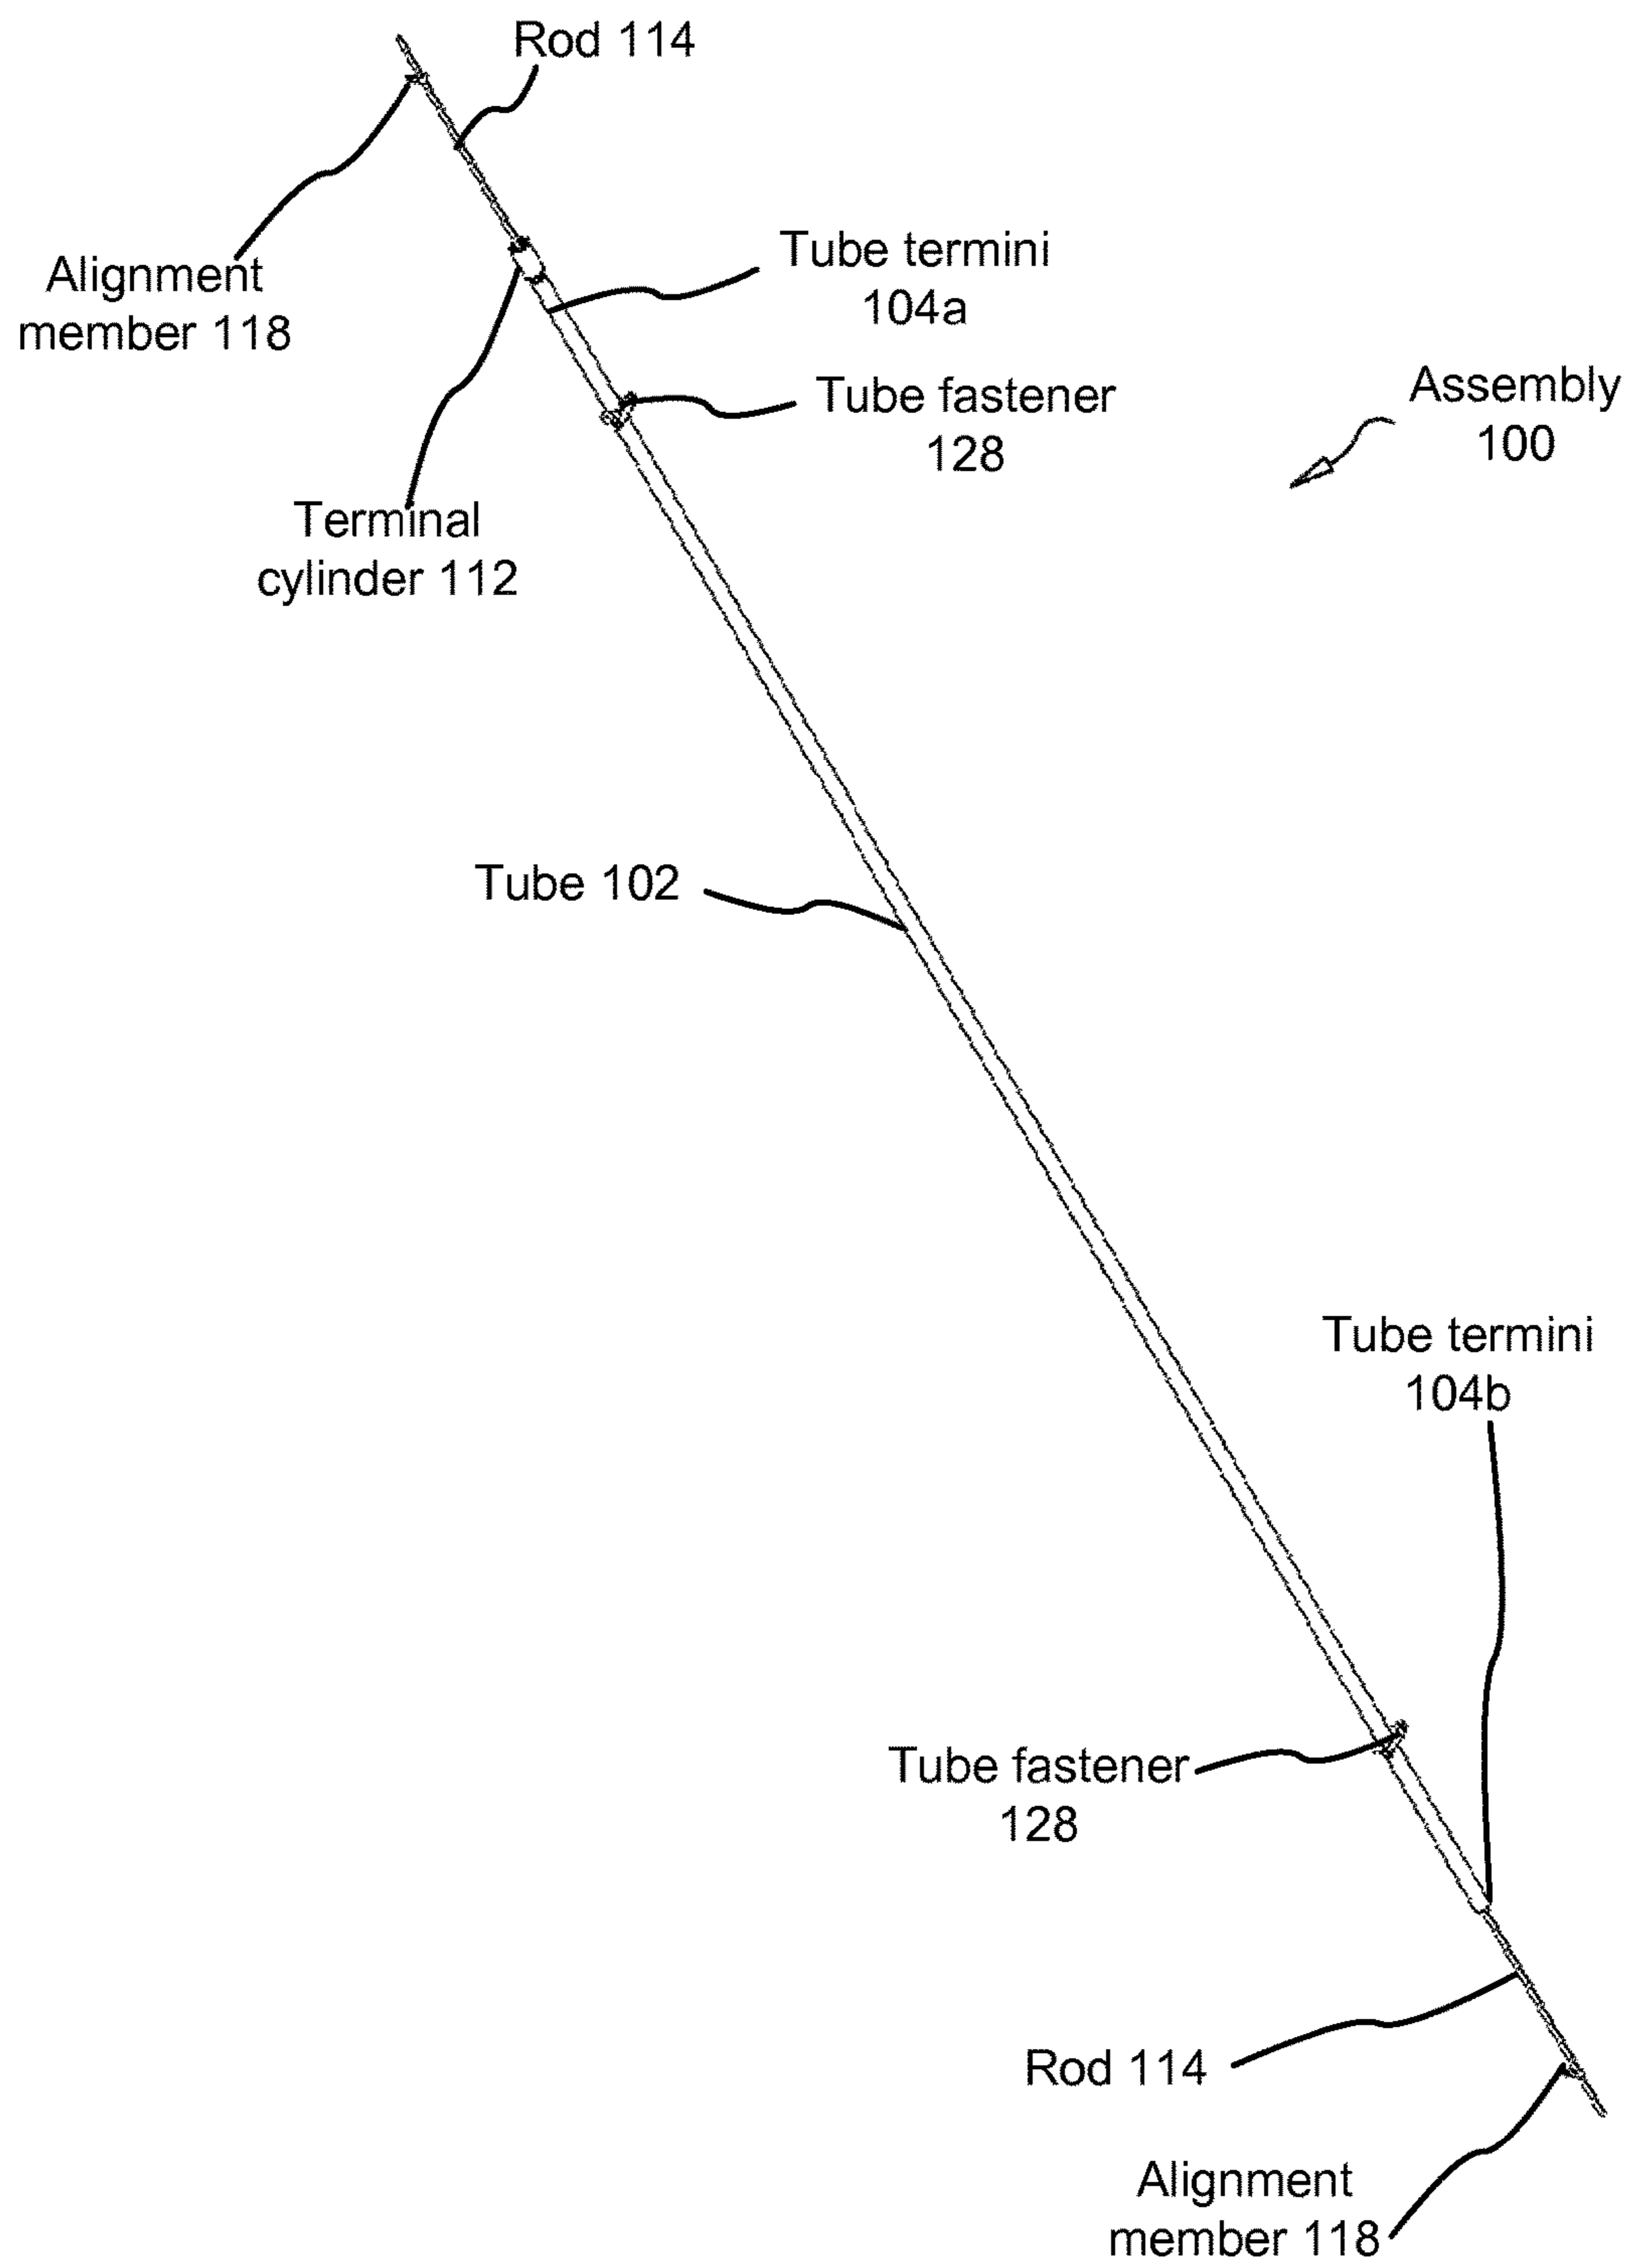 Rod 114
Tube termini
104a
Alignment
member 118
Tube fastener
128
Assembly
100
Terminal
cylinder 112
Tube 102
Tube termini
104b
Tube fastener
128
Rod 114
Alignment
member 118